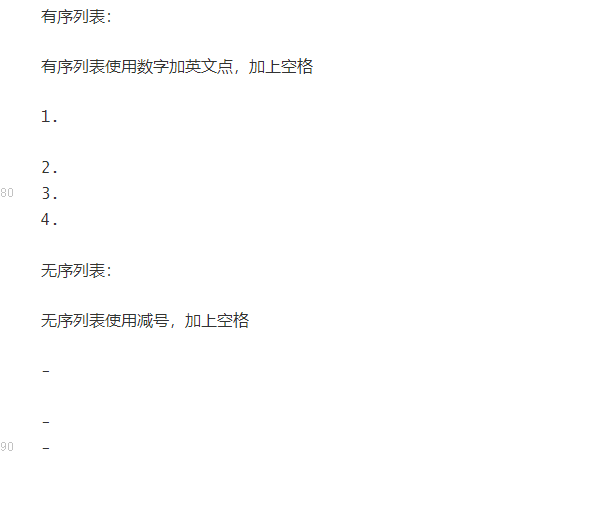 有序列表：
有序列表使用数字加英文点，加上空格
1.
2.
80
3.
4.
无序列表：
无序列表使用减号，加上空格
-
-
90
-